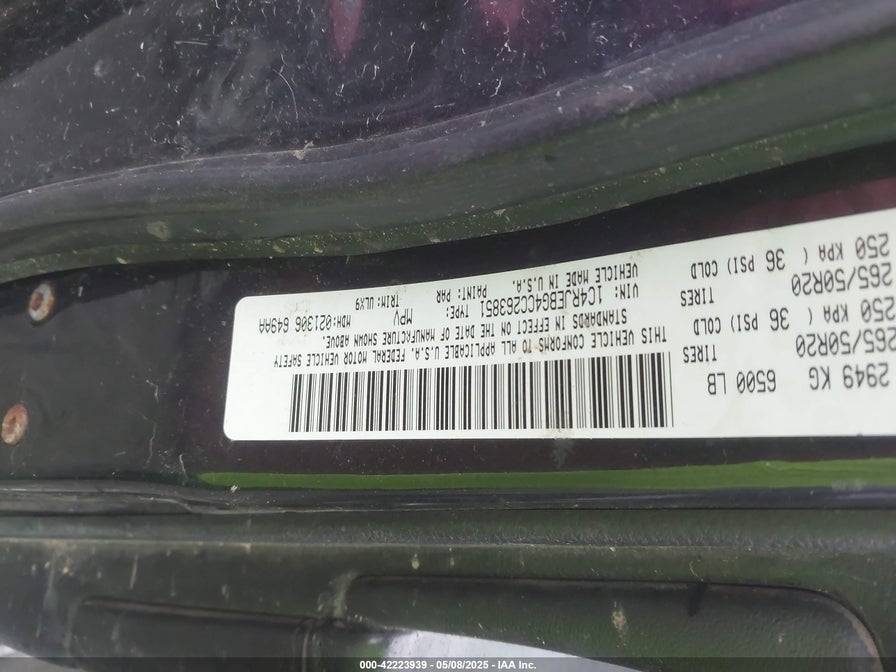 2949 KG 6500 LB
265/50R20 TIRES
250 KPA ( 36 PSI) COLD
265/50R20 TIRES
250 KPA ( 36 PSI) COLD
THIS VEHICLE CONFORMS TO ALL APPLICABLE U.S.A. FEDERAL MOTOR VEHICLE SAFETY
STANDARDS IN EFFECT ON THE DATE OF MANUFACTURE SHOWN ABOVE.
VIN: 1C4RJEBG4CC263851 TYPE: MPV MDH:021306 649AA
VEHICLE MADE IN U.S.A. PAINT: PAR TRIM: ULX9
000-42223939 - 05/08/2025 - IAA Inc.